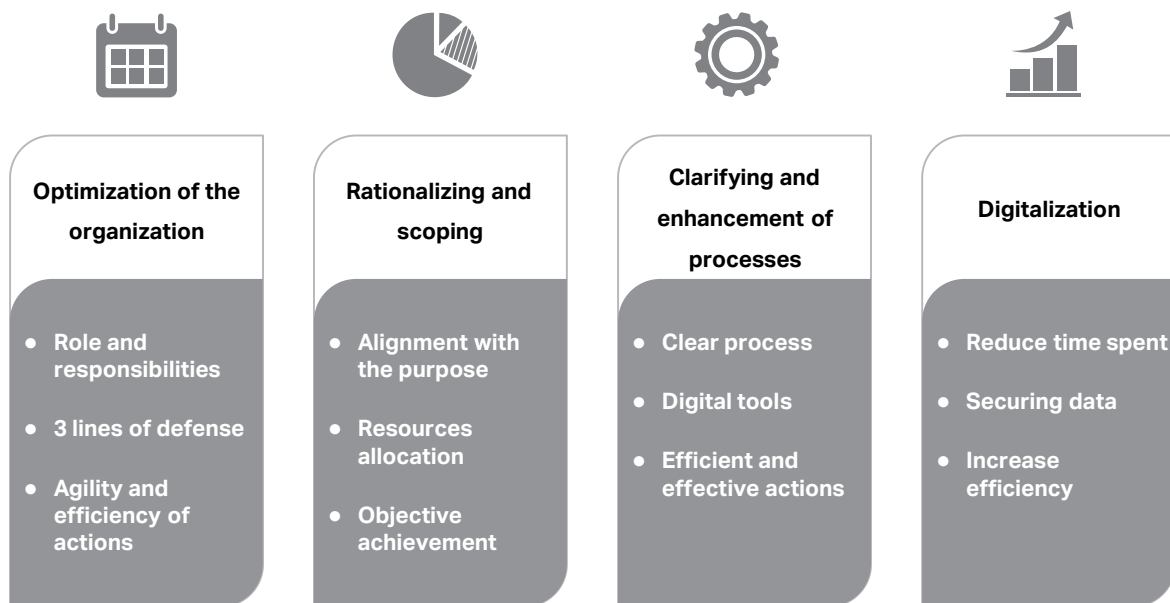 Optimization of the
organization
● Role and
responsibilities
● 3 lines of defense
● Agility and
efficiency of
actions
Rationalizing and
scoping
● Alignment with
the purpose
● Resources
allocation
● Objective
achievement
Clarifying and
enhancement of
processes
● Clear process
● Digital tools
● Efficient and
effective actions
Digitalization
● Reduce time spent
● Securing data
● Increase
efficiency